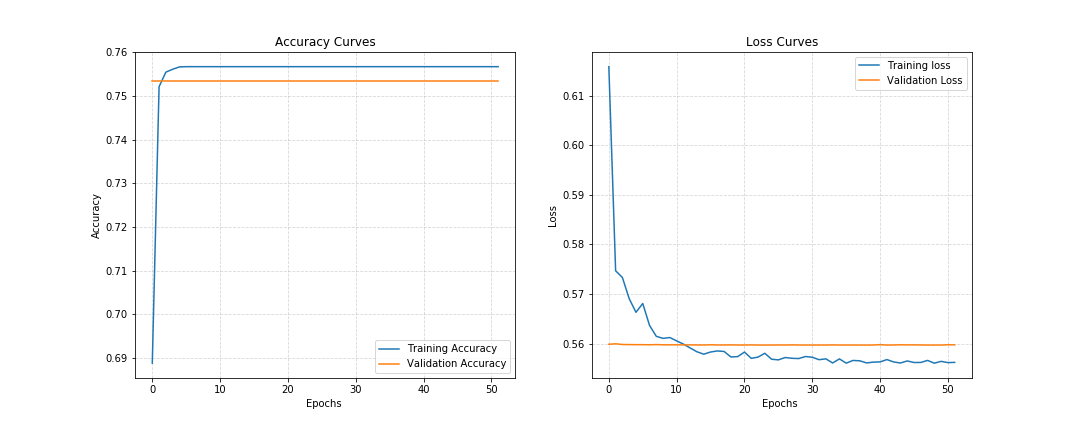 Accuracy Curves
0.76
0.75
0.74
0.73
0.72
0.71
0.70
0.69
Accuracy
0 10 20 30 40 50
Epochs
Training Accuracy
Validation Accuracy
Loss Curves
0.61
0.60
0.59
0.58
0.57
0.56
Loss
0 10 20 30 40 50
Epochs
Training loss
Validation Loss